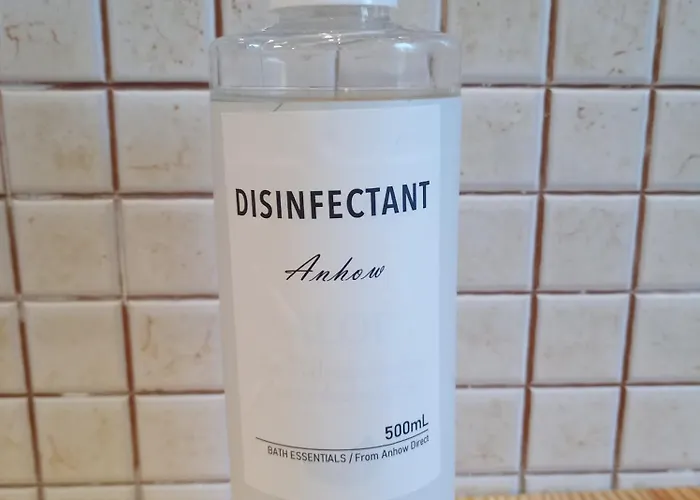 DISINFECTANT
Anhow
500mL
BATH ESSENTIALS / From Anhow Direct